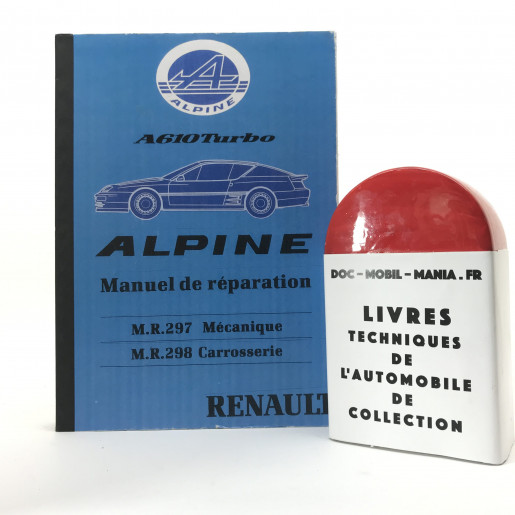 ALPINE
A610Turbo
ALPINE
Manuel de réparation
M.R.297 Mécanique
M.R.298 Carrosserie
RENAULT
DOC – MOBIL – MANIA . FR
LIVRES
TECHNIQUES
DE
L'AUTOMOBILE
DE
COLLECTION